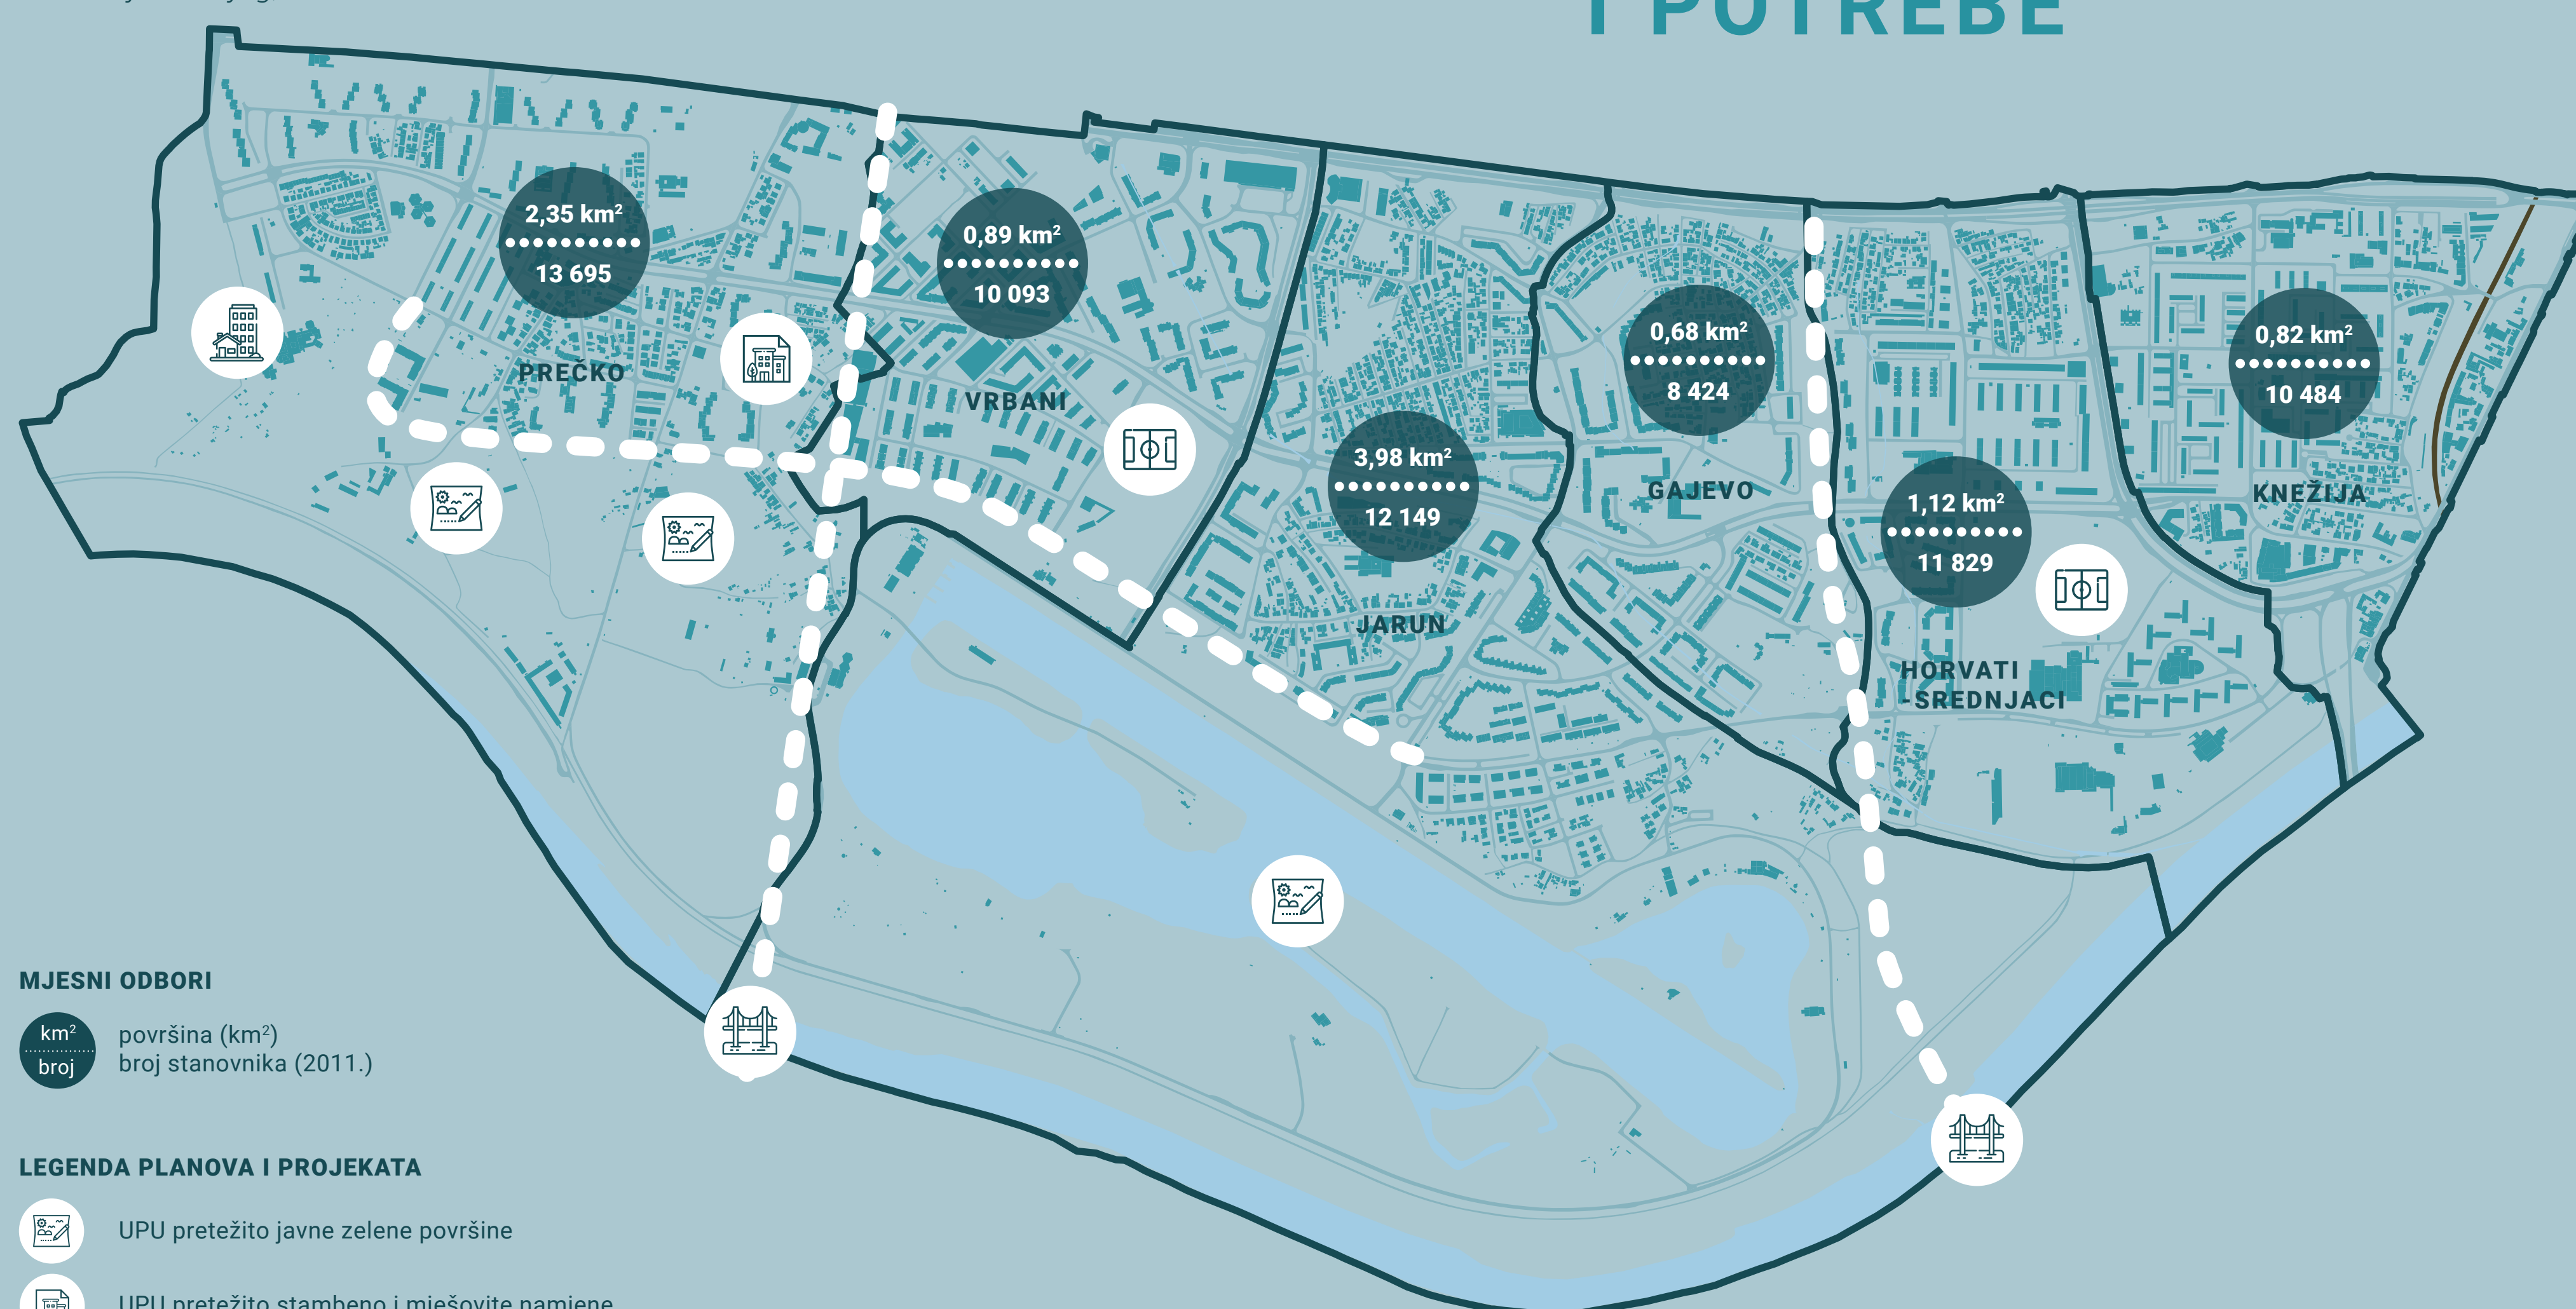 I POTREBE
2,35 km²
13 695
PREČKO
0,89 km²
10 093
VRBANI
3,98 km²
12 149
JARUN
0,68 km²
8 424
GAJEVO
1,12 km²
11 829
HORVATI
-SREDNJACI
0,82 km²
10 484
KNEŽIJA
MJESNI ODBORI
km²
broj
površina (km²)
broj stanovnika (2011.)
LEGENDA PLANOVA I PROJEKATA
UPU pretežito javne zelene površine
UPU pretežito stambeno i mješovite namjene